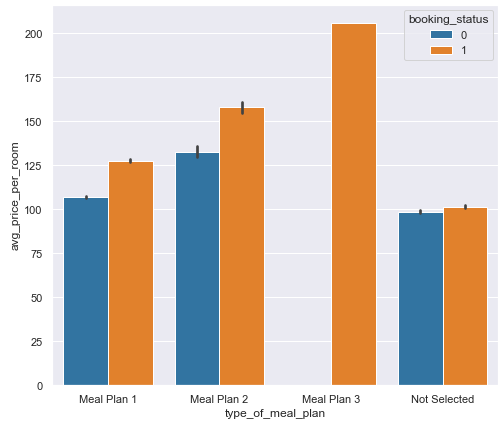 booking_status
0
1
200
175
150
125
100
75
50
25
0
avg_price_per_room
Meal Plan 1 Meal Plan 2 Meal Plan 3 Not Selected
type_of_meal_plan